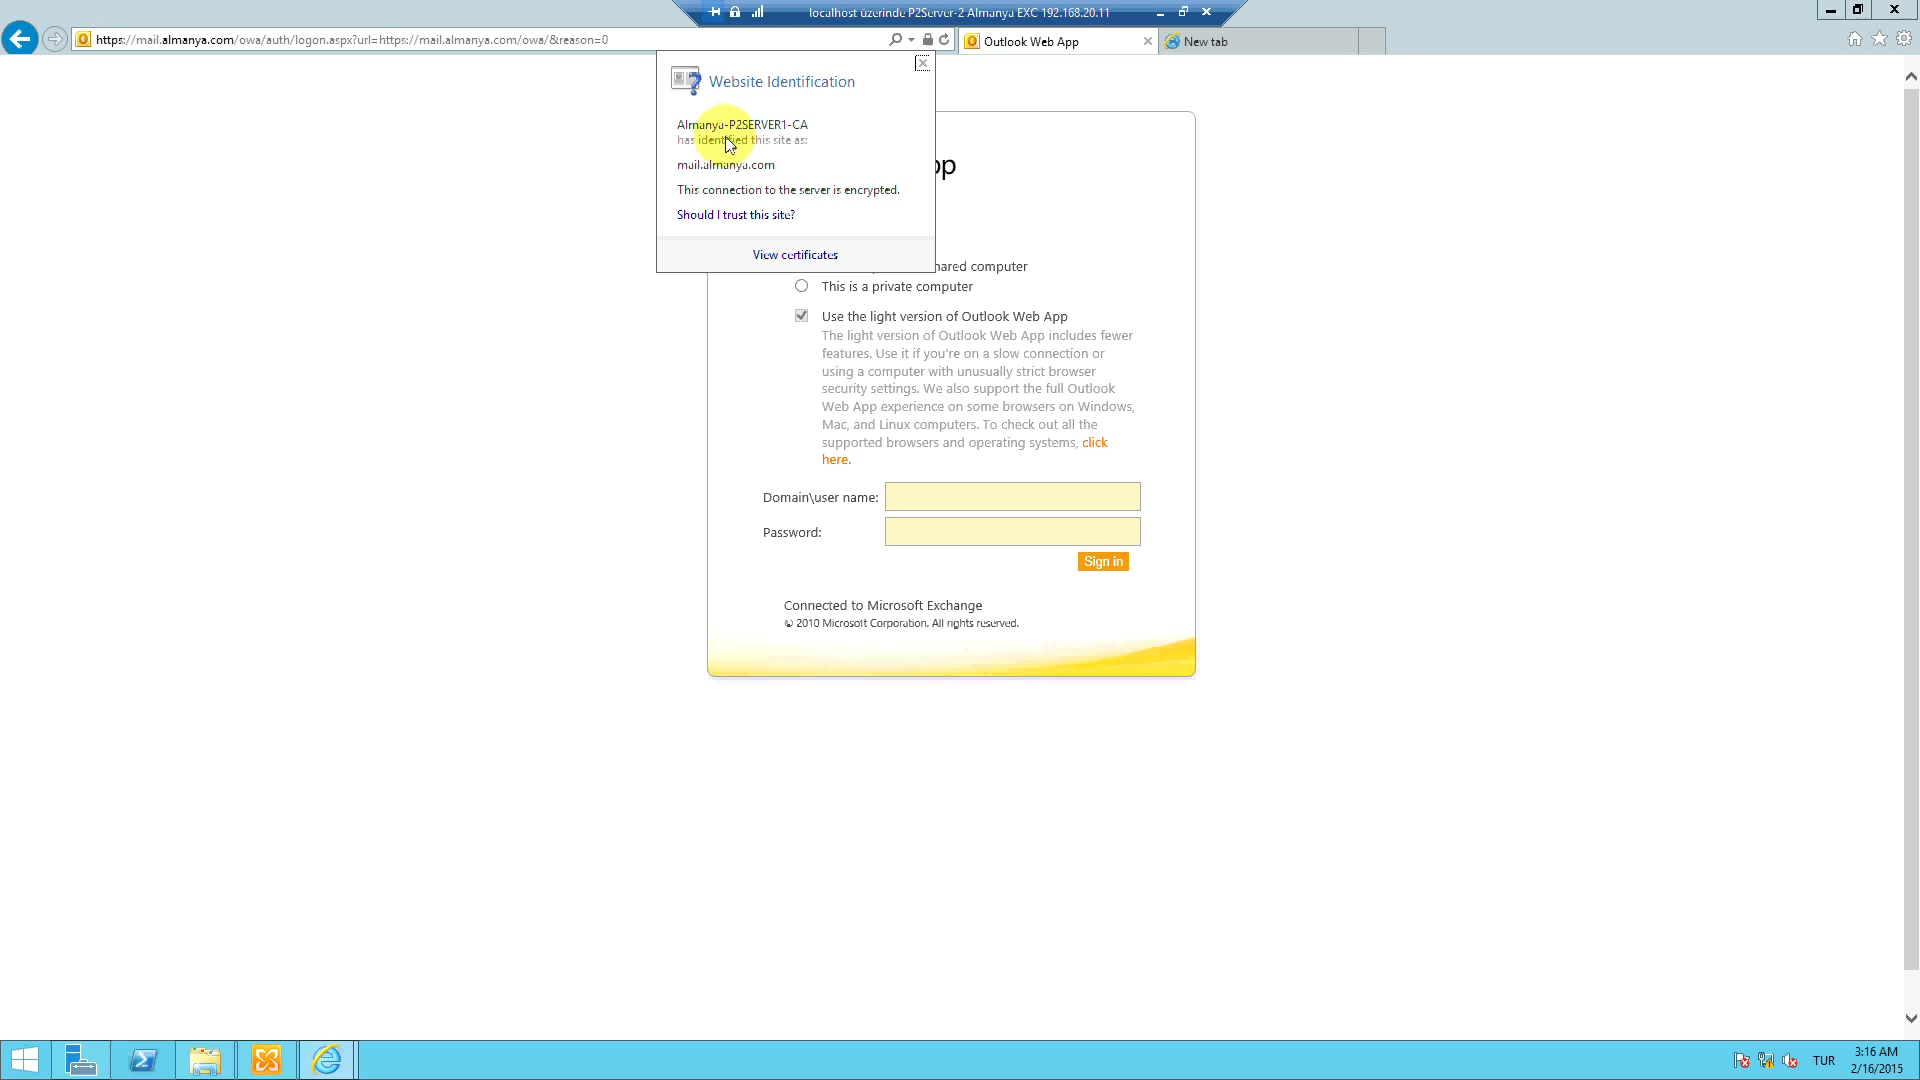 localhost üzerinde P2Server-2 Almanya EXC 192.168.20.11
https://mail.almanya.com/owa/auth/logon.aspx?url=https://mail.almanya.com/owa/&reason=0
Outlook Web App
New tab
Website Identification
Almanya-P2SERVER1-CA
has identified this site as:
mail.almanya.com
This connection to the server is encrypted.
Should I trust this site?
View certificates
pp
hared computer
This is a private computer
Use the light version of Outlook Web App
The light version of Outlook Web App includes fewer
features. Use it if you're on a slow connection or
using a computer with unusually strict browser
security settings. We also support the full Outlook
Web App experience on some browsers on Windows,
Mac, and Linux computers. To check out all the
supported browsers and operating systems, click
here.
Domain\user name:
Password:
Sign in
Connected to Microsoft Exchange
© 2010 Microsoft Corporation. All rights reserved.
TUR
3:16 AM
2/16/2015